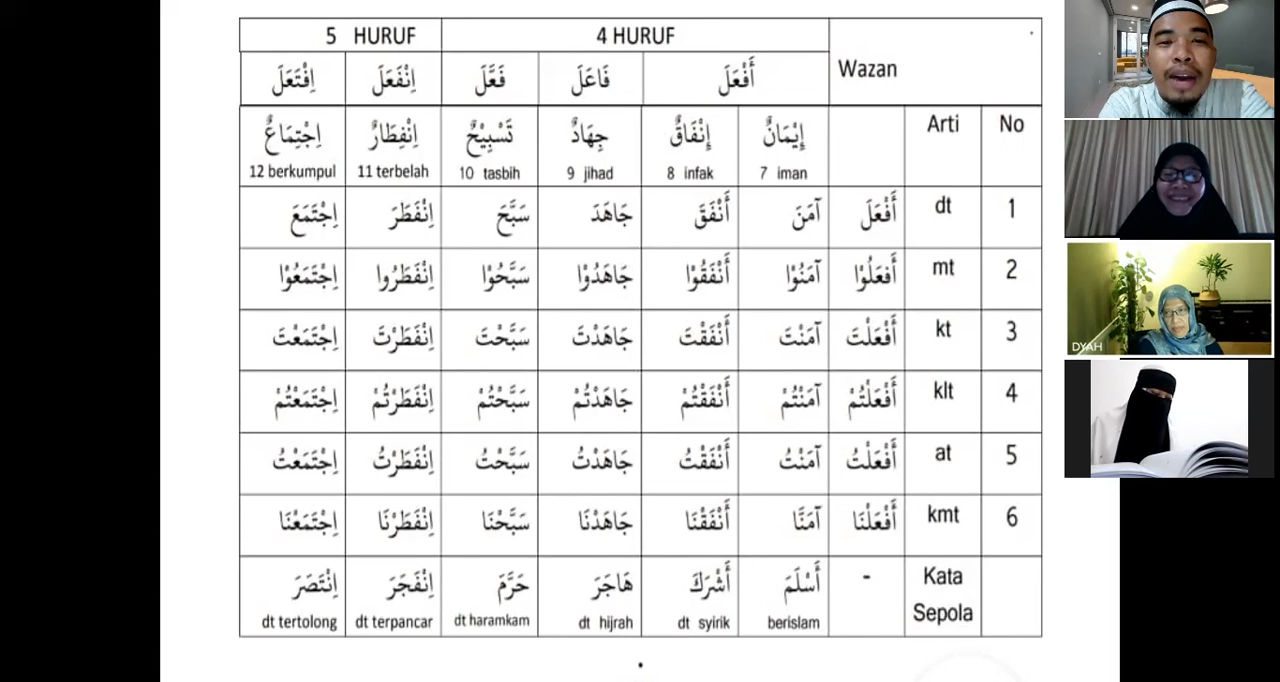 5 HURUF 4 HURUF
اِفْتَعَلَ اِنْفَعَلَ فَعَّلَ فَاعَلَ أَفْعَلَ Wazan
اِجْتِمَاعٌ اِنْفِطَارٌ تَسْبِيْحٌ جِهَادٌ إِنْفَاقٌ إِيْمَانٌ Arti No
12 berkumpul 11 terbelah 10 tasbih 9 jihad 8 infak 7 iman
اِجْتَمَعَ اِنْفَطَرَ سَبَّحَ جَاهَدَ أَنْفَقَ آمَنَ أَفْعَلَ dt 1
اِجْتَمَعُوْا اِنْفَطَرُوا سَبَّحُوْا جَاهَدُوْا أَنْفَقُوْا آمَنُوْا أَفعَلُوْا mt 2
اِجْتَمَعْتَ اِنْفَطَرْتَ سَبَّحْتَ جَاهَدْتَ أَنْفَقْتَ آمَنْتَ أَفْعَلْتَ kt 3
اِجْتَمَعْتُمْ اِنْفَطَرْتُمْ سَبَّحْتُمْ جَاهَدْتُمْ أَنْفَقْتُمْ آمَنْتُمْ أَفْعَلْتُمْ klt 4
اِجْتَمَعْتُ اِنْفَطَرْتُ سَبَّحْتُ جَاهَدْتُ أَنْفَقْتُ آمَنْتُ أَفْعَلْتُ at 5
اِجْتَمَعْنَا اِنْفَطَرْنَا سَبَّحْنَا جَاهَدْنَا أَنْفَقْنَا آمَنَّا أَفْعَلْنَا kmt 6
اِنْتَصَرَ اِنْفَجَرَ حَرَّمَ هَاجَرَ أَشْرَكَ أَسْلَمَ - Kata Sepola
dt tertolong dt terpancar dt haramkam dt hijrah dt syirik berislam
DYAH